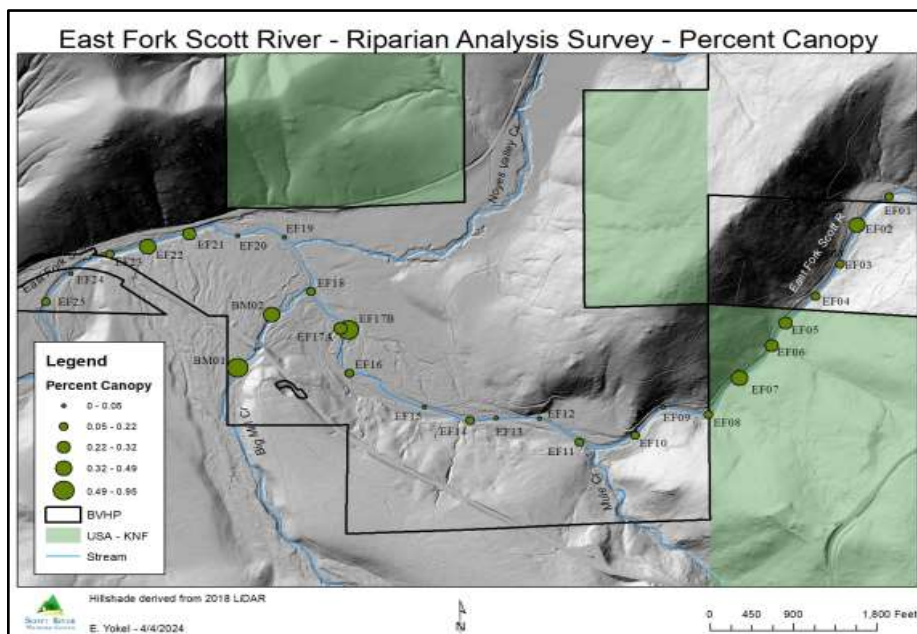 East Fork Scott River - Riparian Analysis Survey - Percent Canopy
Noyes Valley Cr.
EF01
EF02
East Fork Scott R.
EF03
EF04
EF05
EF06
EF07
EF08
EF09
EF10
EF11
Mule Cr.
EF12
EF13
EF14
EF15
EF16
EF17A
EF17B
EF18
EF19
EF20
EF21
EF22
EF23
EF24
EF25
East Fork
BM02
BM01
Big Mill Cr.
Legend
Percent Canopy
0 - 0.05
0.05 - 0.22
0.22 - 0.32
0.32 - 0.49
0.49 - 0.95
BVHP
USA - KNF
Stream
Hillshade derived from 2018 LiDAR
SCOTT RIVER
E. Yokel - 4/4/2024
N
0 450 900 1,800 Feet